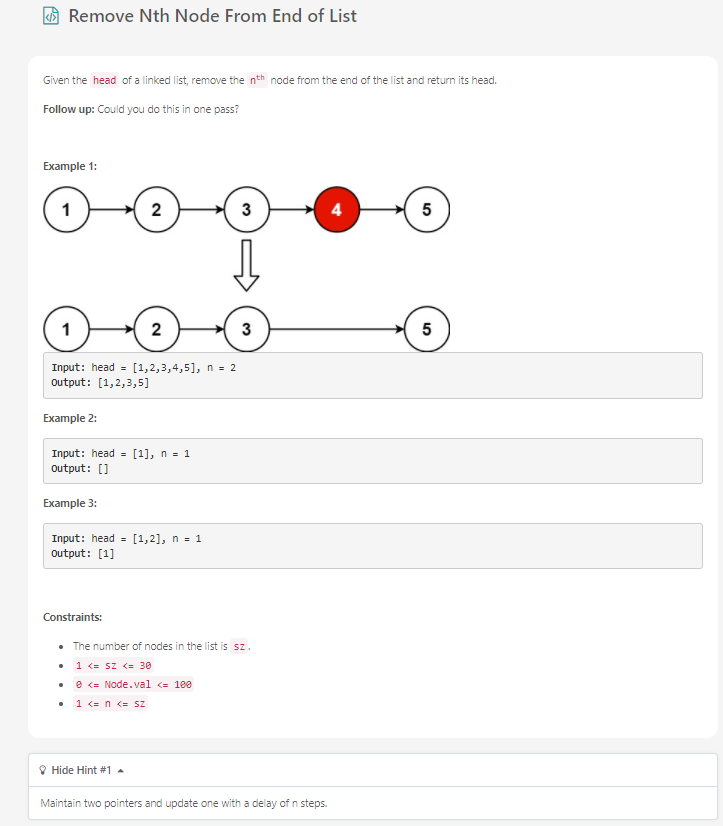 Remove Nth Node From End of List
Given the head of a linked list, remove the nth node from the end of the list and return its head.
Follow up: Could you do this in one pass?
Example 1:
1 2 3 4 5
1 2 3 5
Input: head = [1,2,3,4,5], n = 2
Output: [1,2,3,5]
Example 2:
Input: head = [1], n = 1
Output: []
Example 3:
Input: head = [1,2], n = 1
Output: [1]
Constraints:
• The number of nodes in the list is sz.
• 1 <= sz <= 30
• 0 <= Node.val <= 100
• 1 <= n <= sz
Hide Hint #1
Maintain two pointers and update one with a delay of n steps.